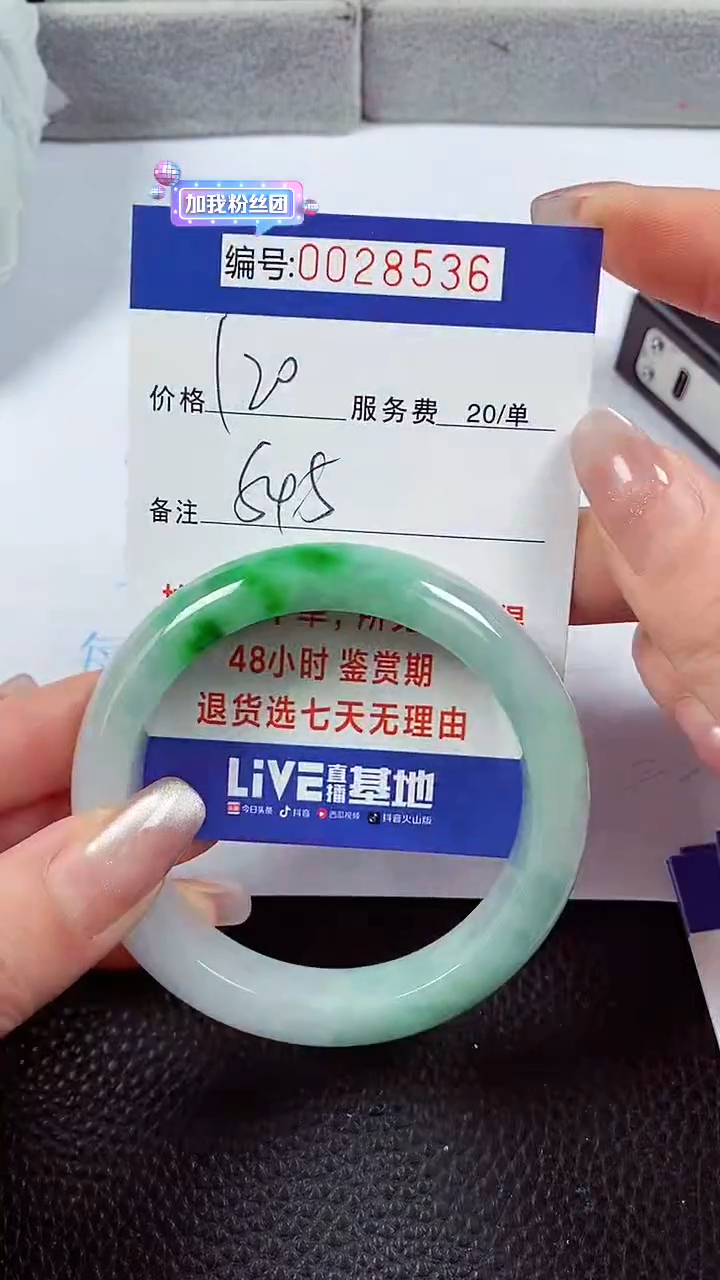 加我粉丝团
编号:0028536
价格 120 服务费 20/单
备注 545
48小时 鉴赏期
退货选七天无理由
LiVE直播基地
今日头条 抖音 西瓜视频 抖音火山版